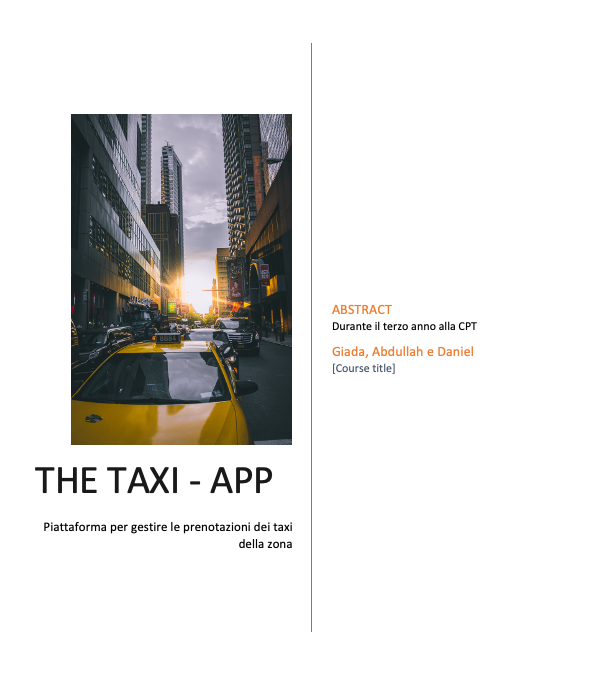 THE TAXI - APP
Piattaforma per gestire le prenotazioni dei taxi
della zona
ABSTRACT
Durante il terzo anno alla CPT
Giada, Abdullah e Daniel
[Course title]